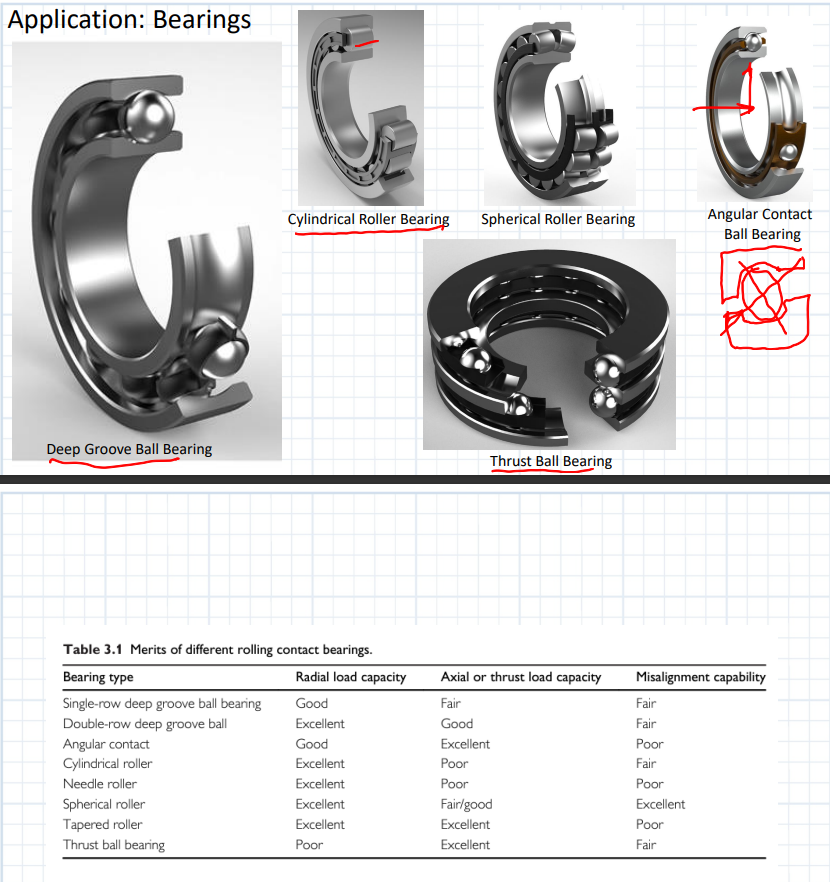 Application: Bearings
Cylindrical Roller Bearing
Spherical Roller Bearing
Angular Contact
Ball Bearing
Deep Groove Ball Bearing
Thrust Ball Bearing
Table 3.1 Merits of different rolling contact bearings.
Bearing type Radial load capacity Axial or thrust load capacity Misalignment capability
Single-row deep groove ball bearing Good Fair Fair
Double-row deep groove ball Excellent Good Fair
Angular contact Good Excellent Poor
Cylindrical roller Excellent Poor Fair
Needle roller Excellent Poor Poor
Spherical roller Excellent Fair/good Excellent
Tapered roller Excellent Excellent Poor
Thrust ball bearing Poor Excellent Fair